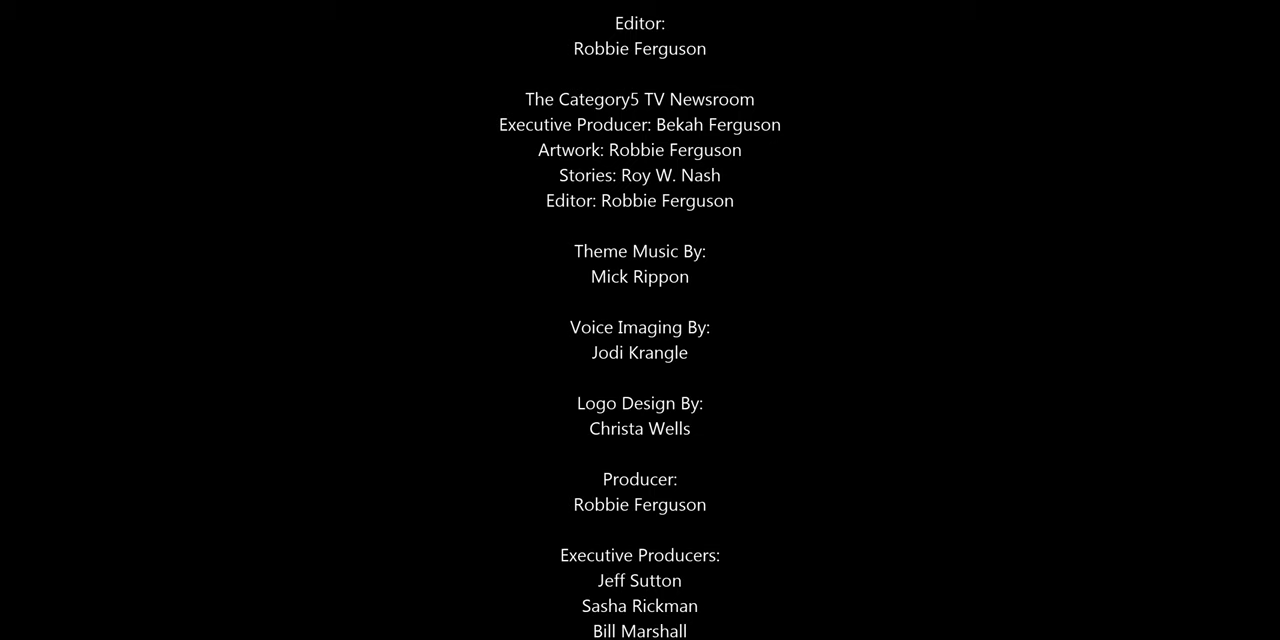 Editor:
Robbie Ferguson
The Category5 TV Newsroom
Executive Producer: Bekah Ferguson
Artwork: Robbie Ferguson
Stories: Roy W. Nash
Editor: Robbie Ferguson
Theme Music By:
Mick Rippon
Voice Imaging By:
Jodi Krangle
Logo Design By:
Christa Wells
Producer:
Robbie Ferguson
Executive Producers:
Jeff Sutton
Sasha Rickman
Bill Marshall